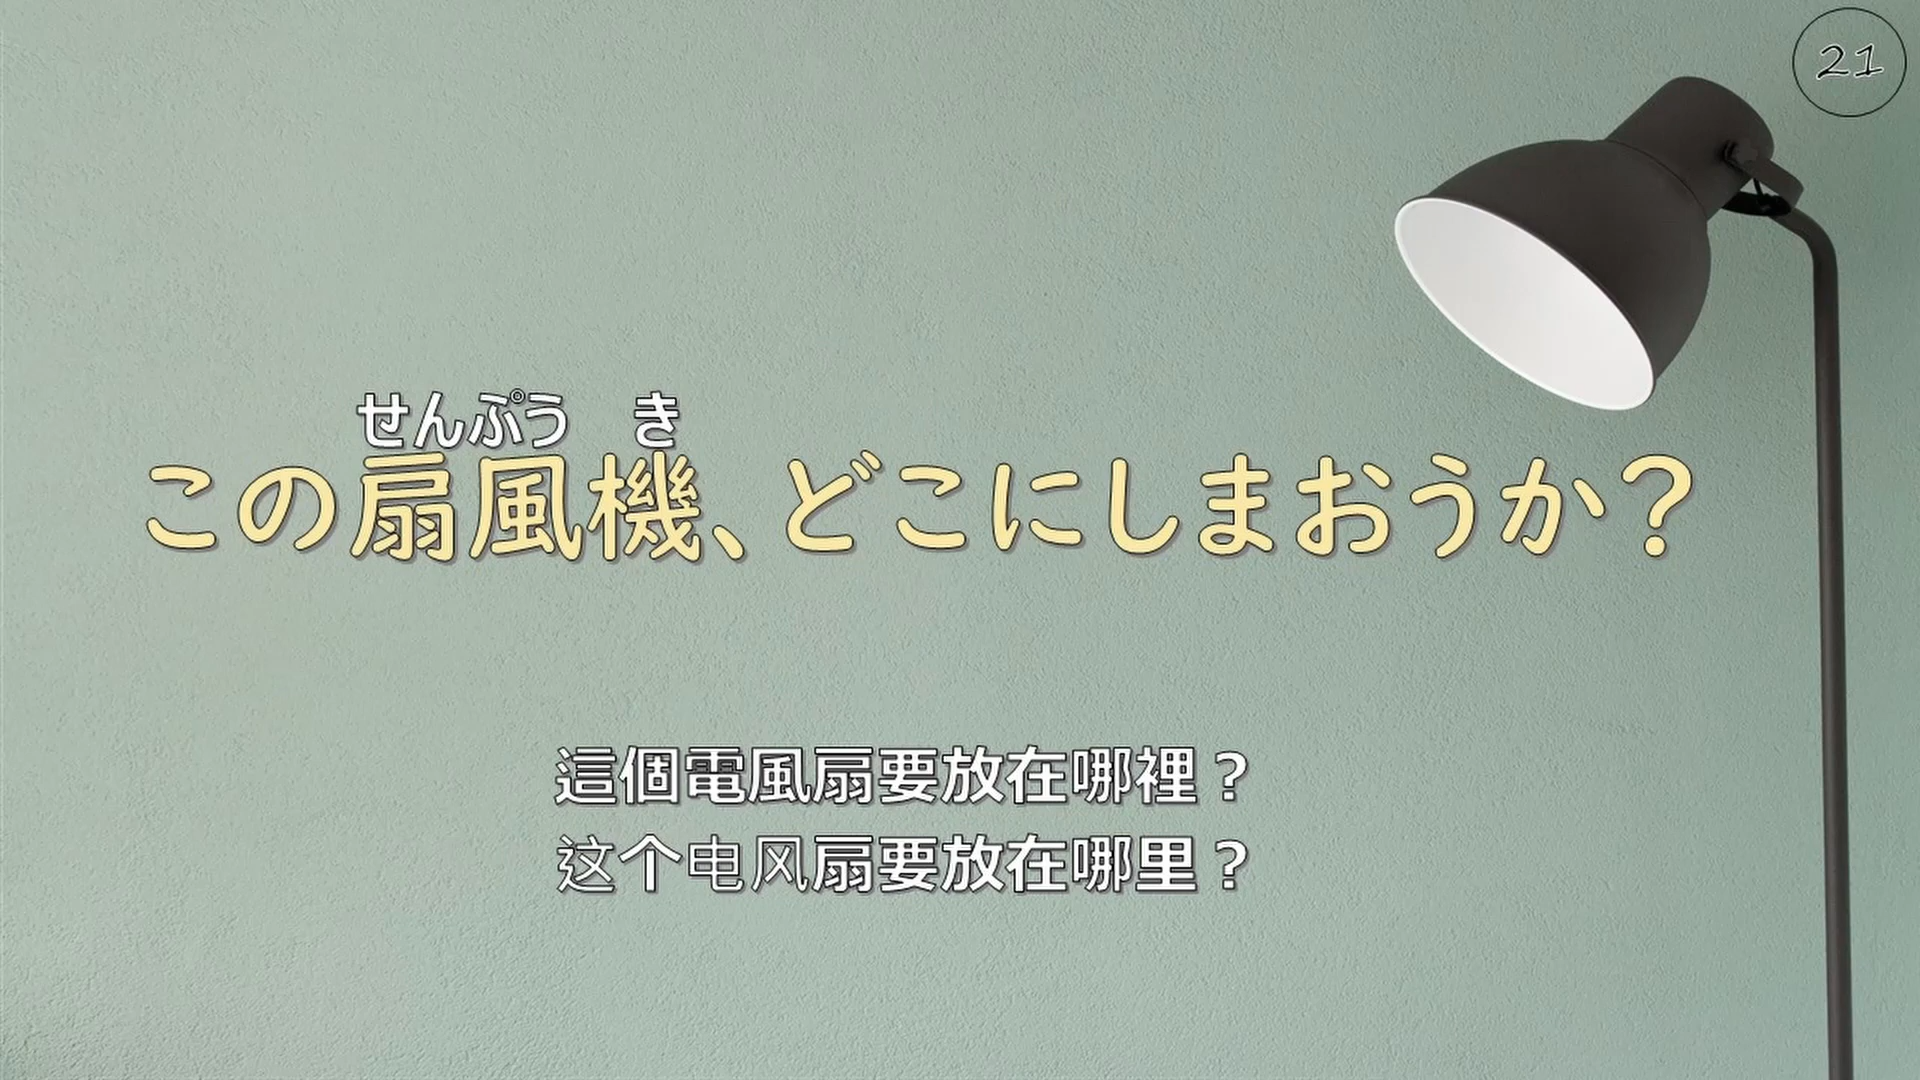 21
せんぷう き
この扇風機、どこにしまおうか？
這個電風扇要放在哪裡？
这个电风扇要放在哪里？